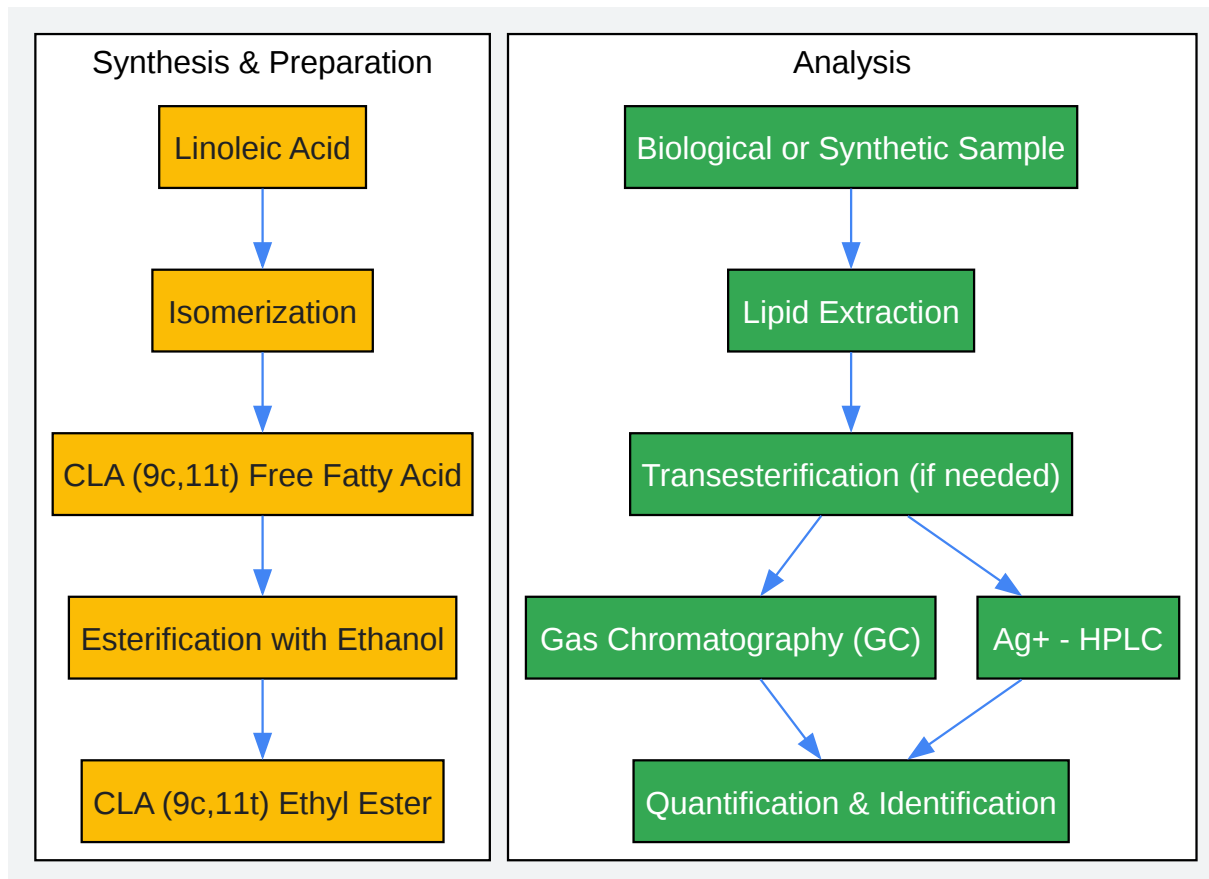 Synthesis & Preparation
Linoleic Acid
Isomerization
CLA (9c,11t) Free Fatty Acid
Esterification with Ethanol
CLA (9c,11t) Ethyl Ester
Analysis
Biological or Synthetic Sample
Lipid Extraction
Transesterification (if needed)
Gas Chromatography (GC)
Ag+ - HPLC
Quantification & Identification